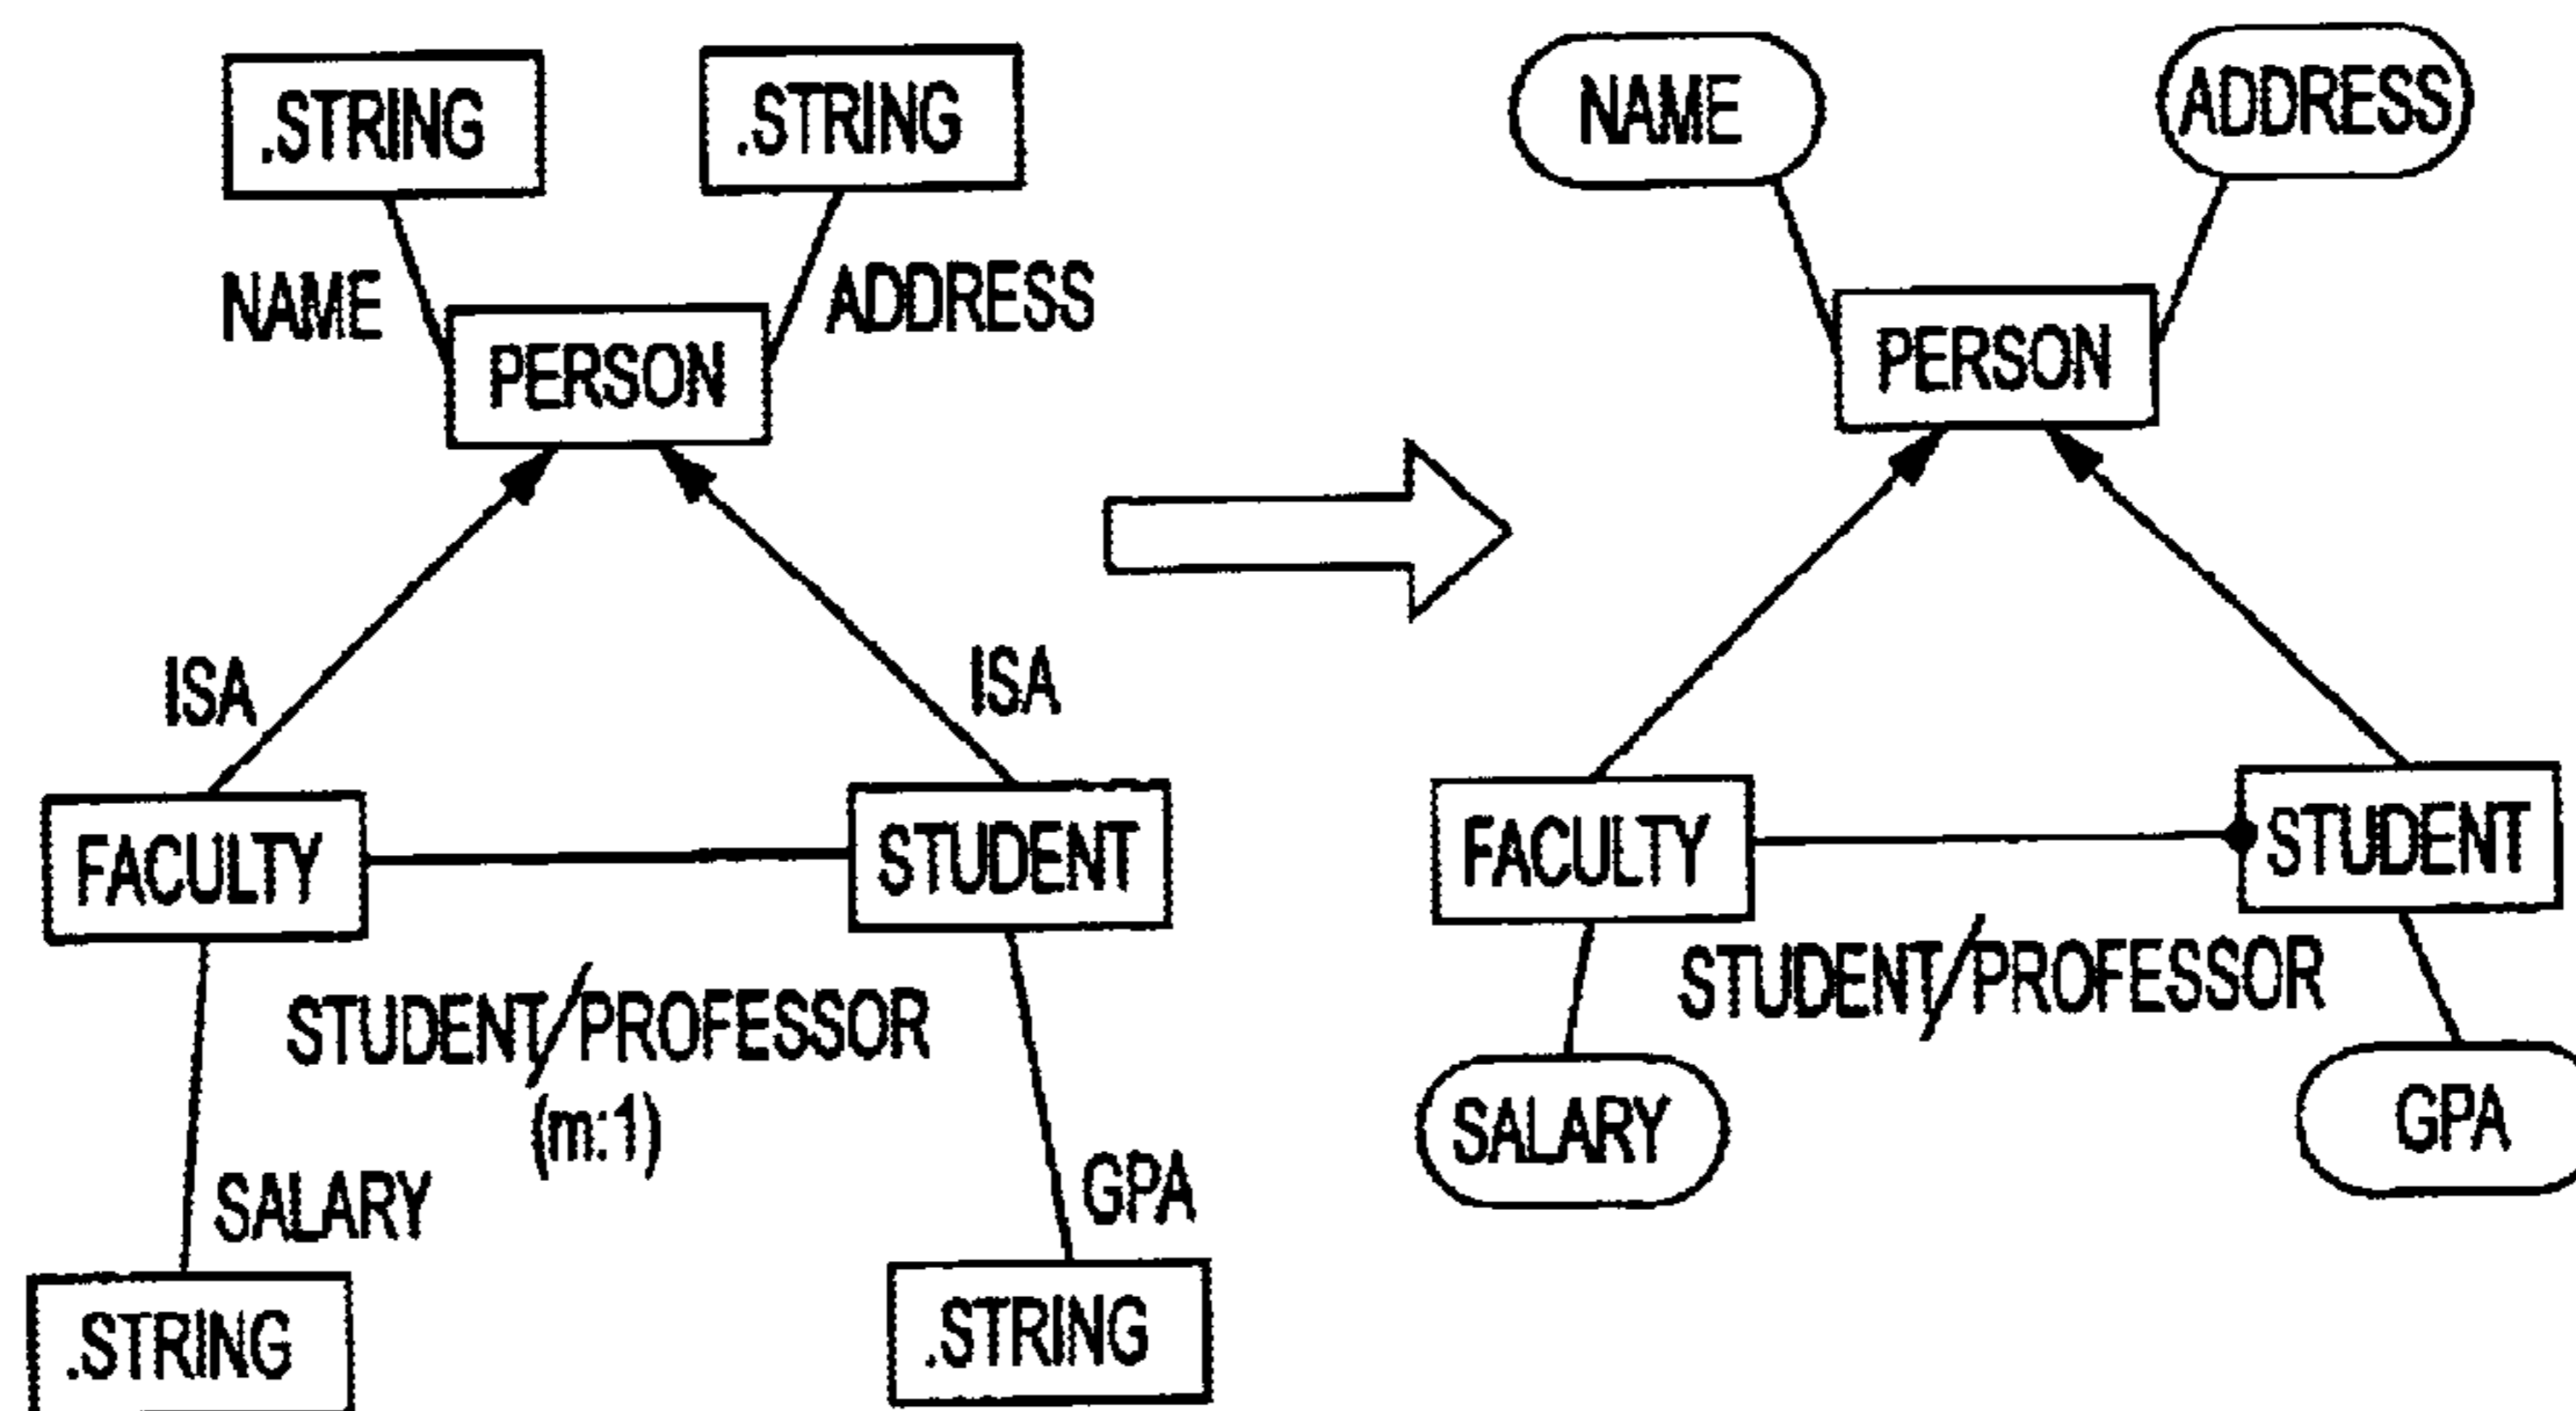 .STRING
.STRING
NAME
ADDRESS
PERSON
ISA
ISA
FACULTY
STUDENT
STUDENT/PROFESSOR
(m:1)
SALARY
GPA
.STRING
.STRING
NAME
ADDRESS
PERSON
FACULTY
STUDENT
STUDENT/PROFESSOR
SALARY
GPA